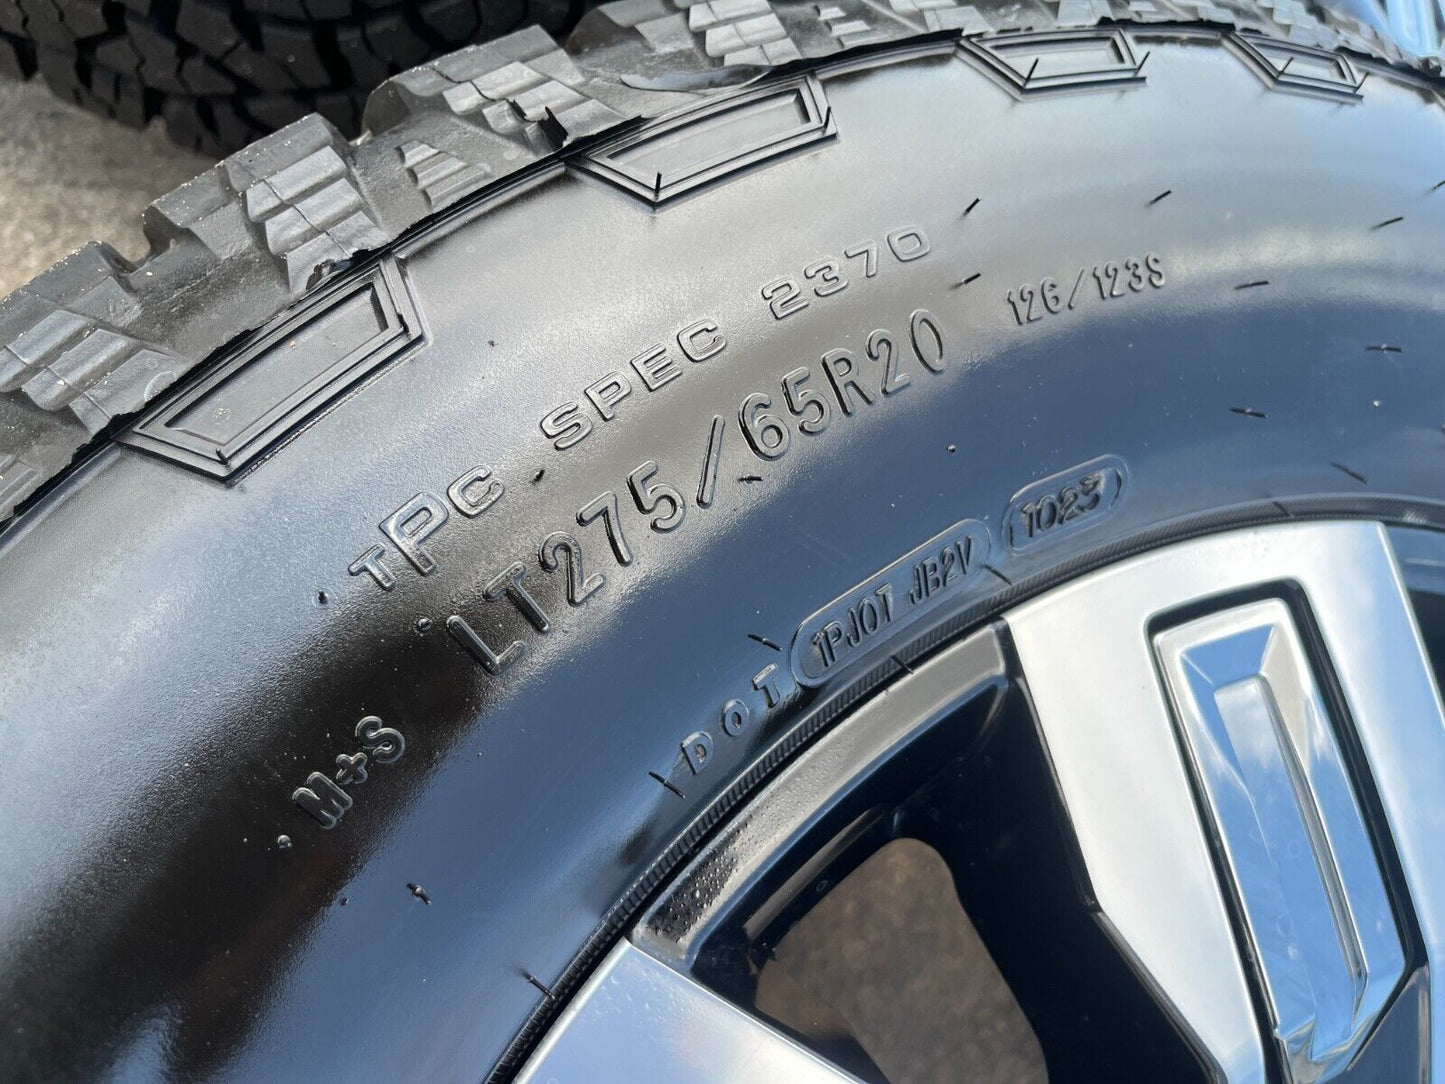 TPC SPEC 2370
LT275/65R20 126/123S
M+S
DOT 1PJ0T JB2V 1023